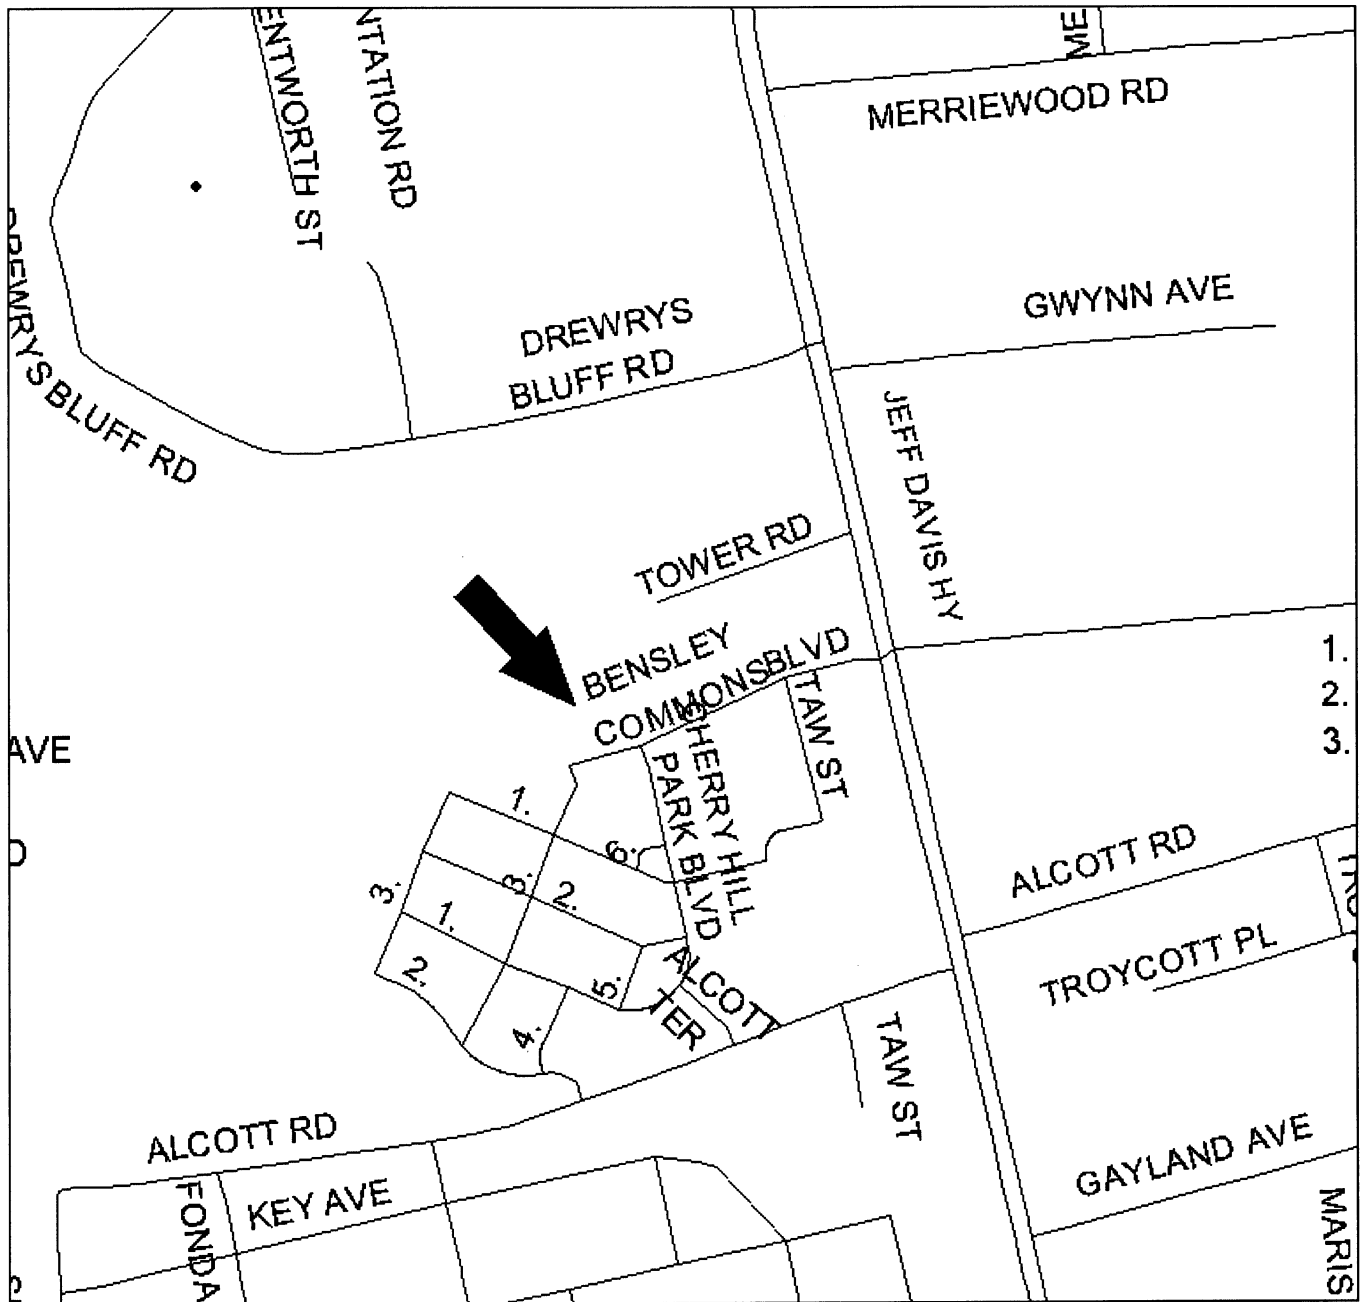 ENTWORTH ST
NTATION RD
ME
MERRIEWOOD RD
DREWRYS BLUFF RD
DREWRYS
BLUFF RD
GWYNN AVE
JEFF DAVIS HY
TOWER RD
BENSLEY
COMMONS BLVD
CHERRY HILL
PARK BLVD
TAW ST
1.
2.
3.
AVE
D
1.
6.
3.
3.
2.
1.
2.
5.
4.
ALCOTT
TER
ALCOTT RD
TROYCOTT PL
TAW ST
ALCOTT RD
FONDA
KEY AVE
GAYLAND AVE
MARIS